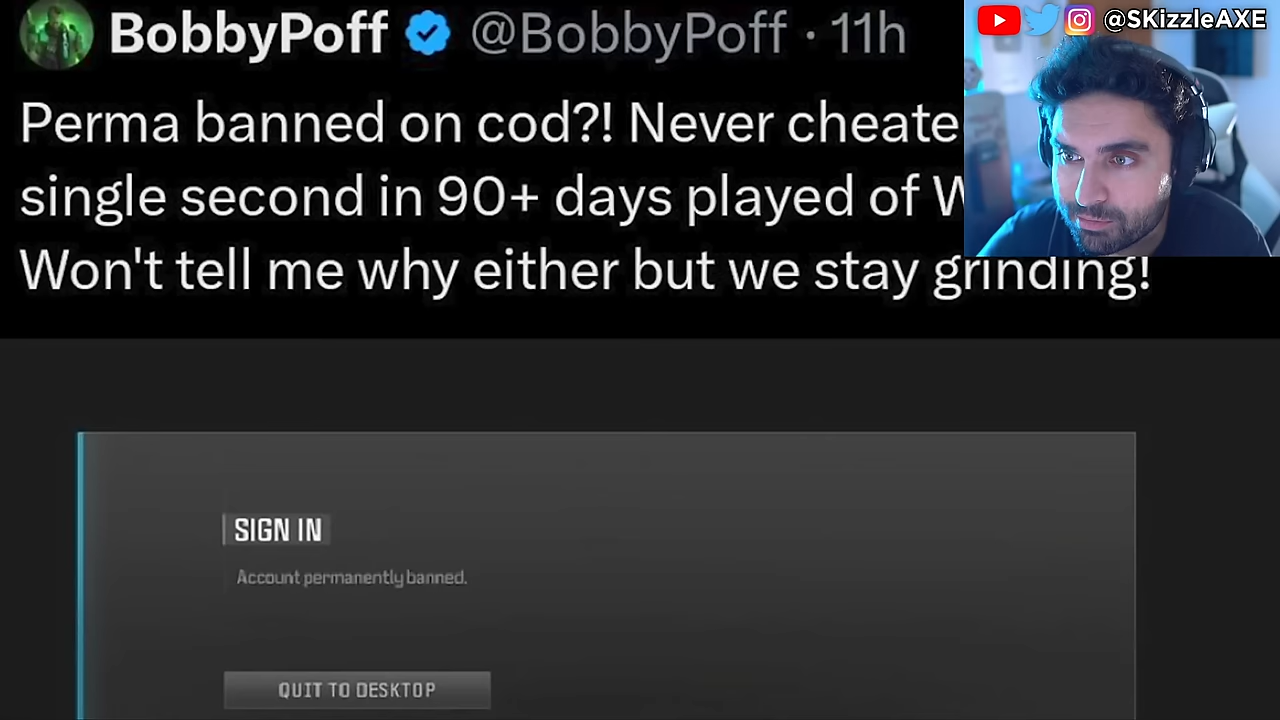 BobbyPoff @BobbyPoff · 11h
@SKizzleAXE
Perma banned on cod?! Never cheate
single second in 90+ days played of
Won't tell me why either but we stay grinding!
SIGN IN
Account permanently banned.
QUIT TO DESKTOP